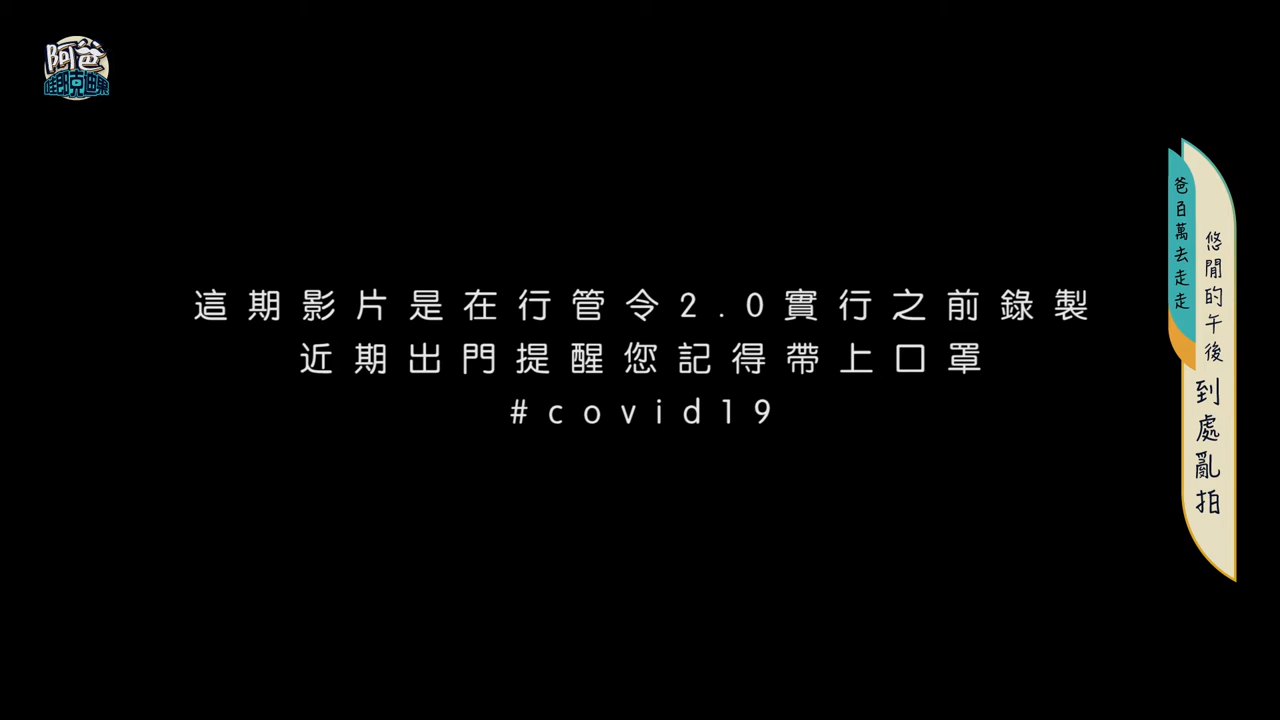 阿爸
這期影片是在行管令2.0實行之前錄製
近期出門提醒您記得帶上口罩
#covid19
爸百萬去走走
悠閒的午後到處亂拍